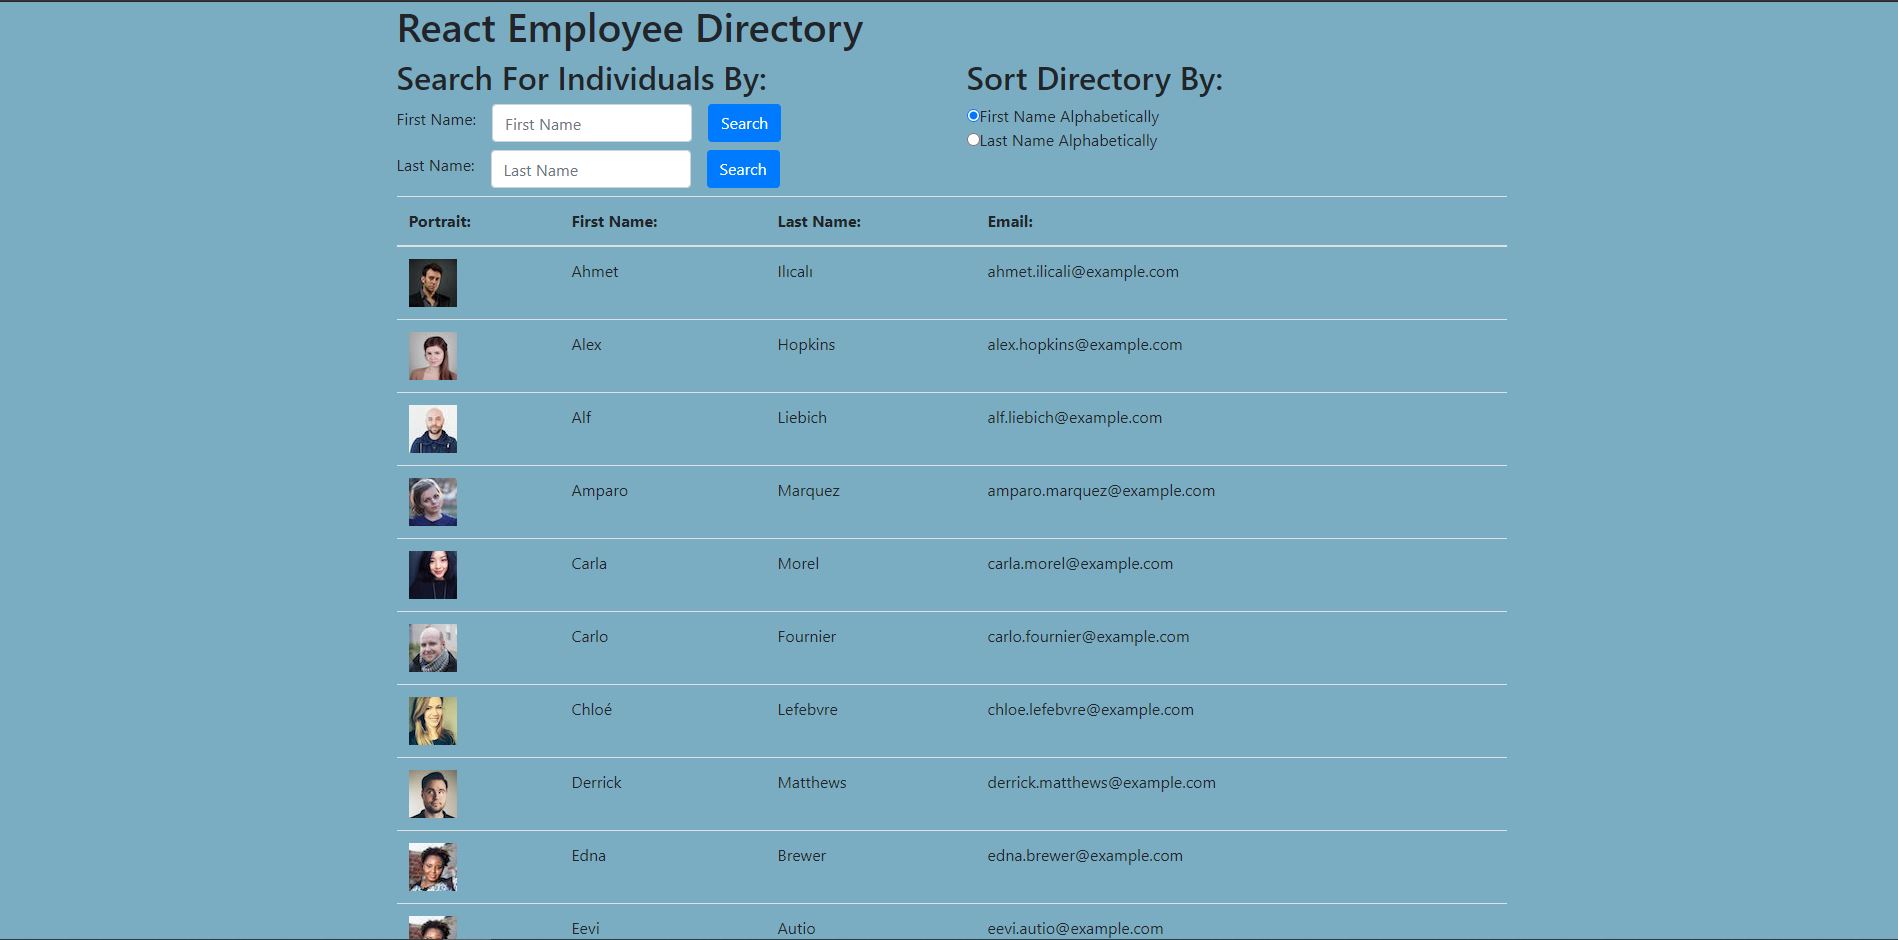 React Employee Directory
Search For Individuals By:
First Name: First Name Search
Last Name: Last Name Search
Sort Directory By:
First Name Alphabetically
Last Name Alphabetically
Portrait: First Name: Last Name: Email:
Ahmet Ilıcalı ahmet.ilicali@example.com
Alex Hopkins alex.hopkins@example.com
Alf Liebich alf.liebich@example.com
Amparo Marquez amparo.marquez@example.com
Carla Morel carla.morel@example.com
Carlo Fournier carlo.fournier@example.com
Chloé Lefebvre chloe.lefebvre@example.com
Derrick Matthews derrick.matthews@example.com
Edna Brewer edna.brewer@example.com
Eevi Autio eevi.autio@example.com